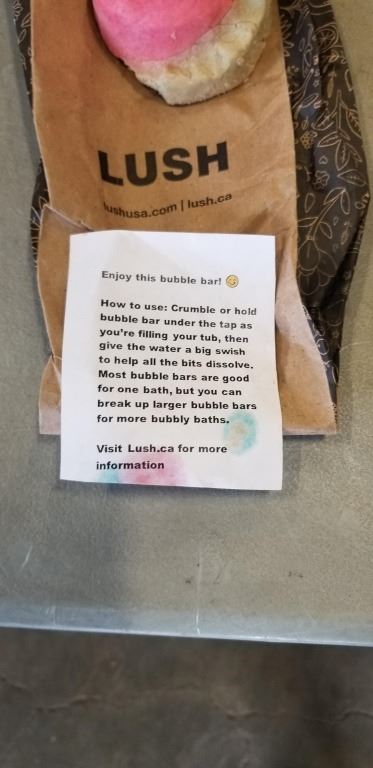 LUSH
lushusa.com | lush.ca
Enjoy this bubble bar! 😊
How to use: Crumble or hold
bubble bar under the tap as
you're filling your tub, then
give the water a big swish
to help all the bits dissolve.
Most bubble bars are good
for one bath, but you can
break up larger bubble bars
for more bubbly baths.
Visit Lush.ca for more
information